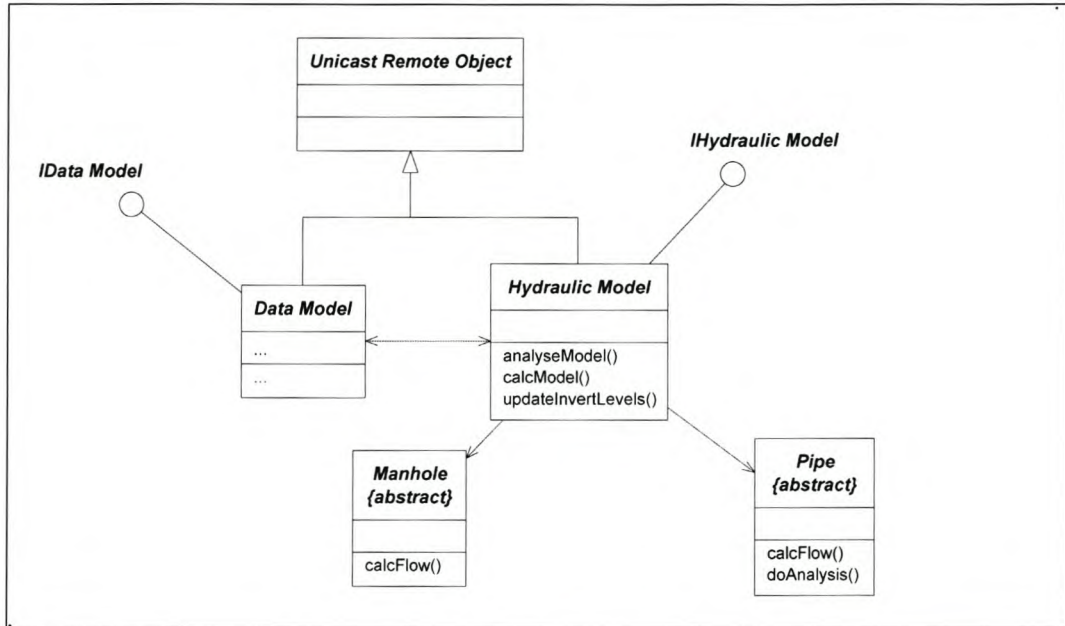 Unicast Remote Object
IHydraulic Model
IData Model
Hydraulic Model
Data Model
...
...
analyseModel()
calcModel()
updateInvertLevels()
Manhole
{abstract}
calcFlow()
Pipe
{abstract}
calcFlow()
doAnalysis()